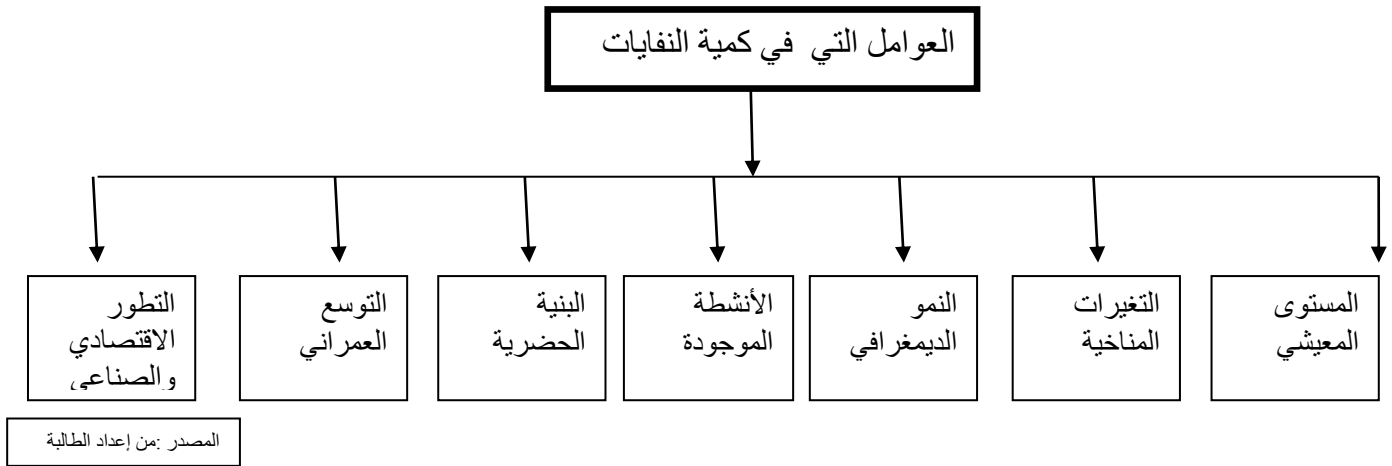 العوامل التي في كمية النفايات
المستوى
المعيشي
التغيرات
المناخية
النمو
الديمغرافي
الأنشطة
الموجودة
البنية
الحضرية
التوسع
العمراني
التطور
الاقتصادي
والصناعي
المصدر :من إعداد الطالبة